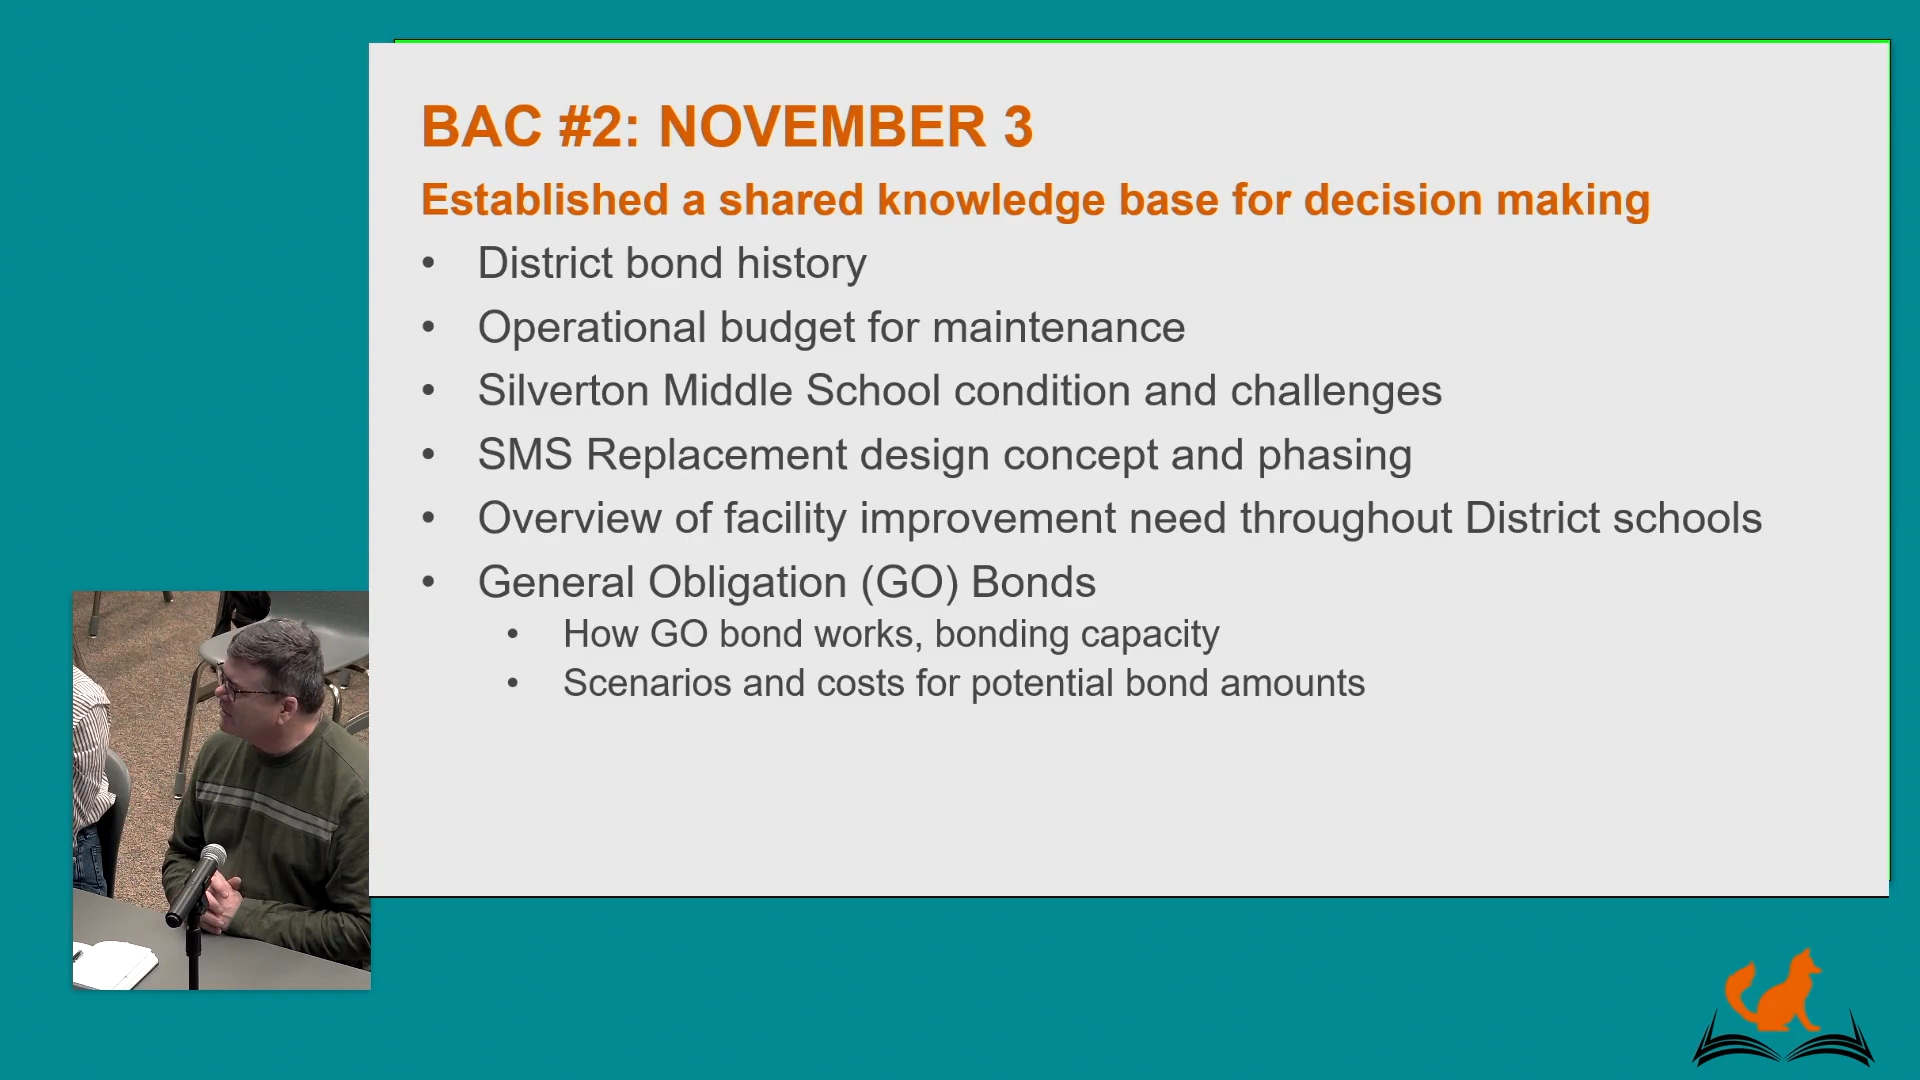 BAC #2: NOVEMBER 3
Established a shared knowledge base for decision making
• District bond history
• Operational budget for maintenance
• Silverton Middle School condition and challenges
• SMS Replacement design concept and phasing
• Overview of facility improvement need throughout District schools
• General Obligation (GO) Bonds
• How GO bond works, bonding capacity
• Scenarios and costs for potential bond amounts